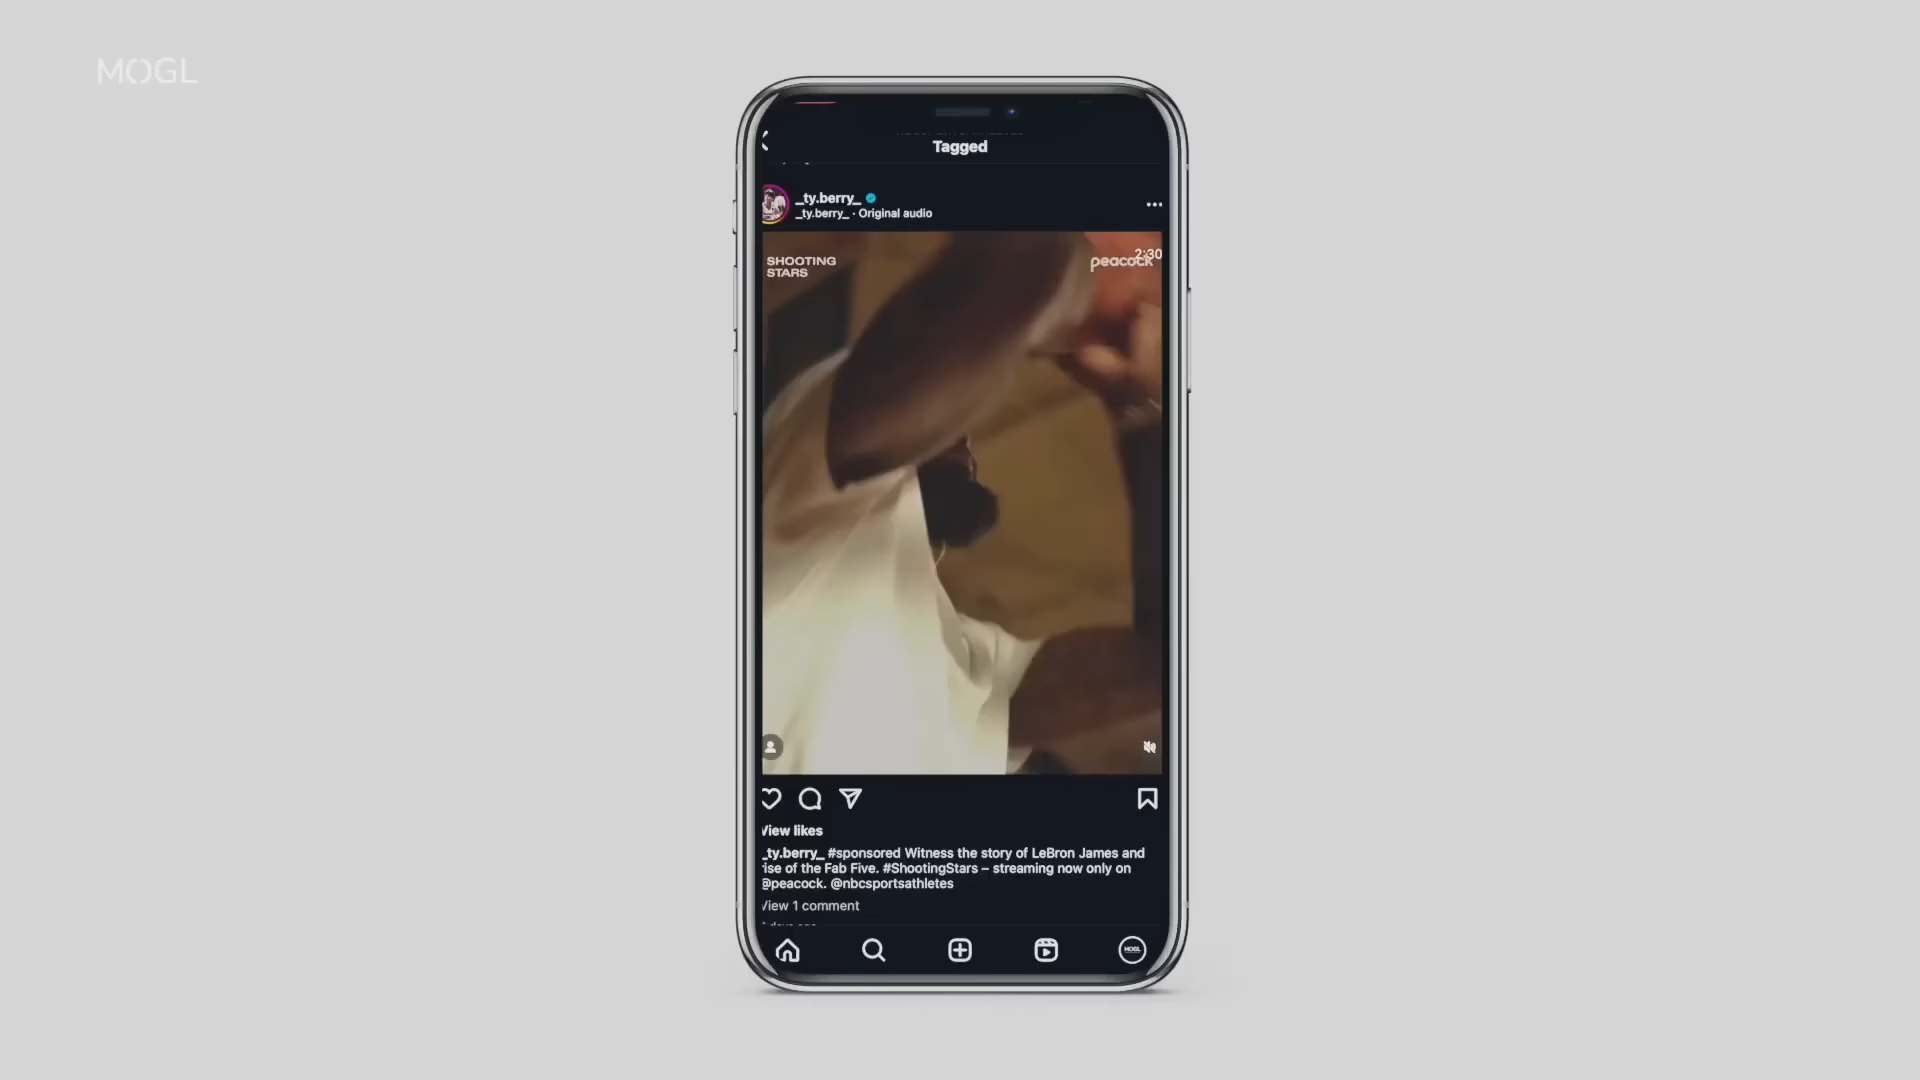 MOGL
Tagged
_ty.berry_
_ty.berry_ · Original audio
SHOOTING
STARS
2:30
peacock
View likes
_ty.berry_ #sponsored Witness the story of LeBron James and
rise of the Fab Five. #ShootingStars – streaming now only on
@peacock. @nbcsportsathletes
View 1 comment
MOGL